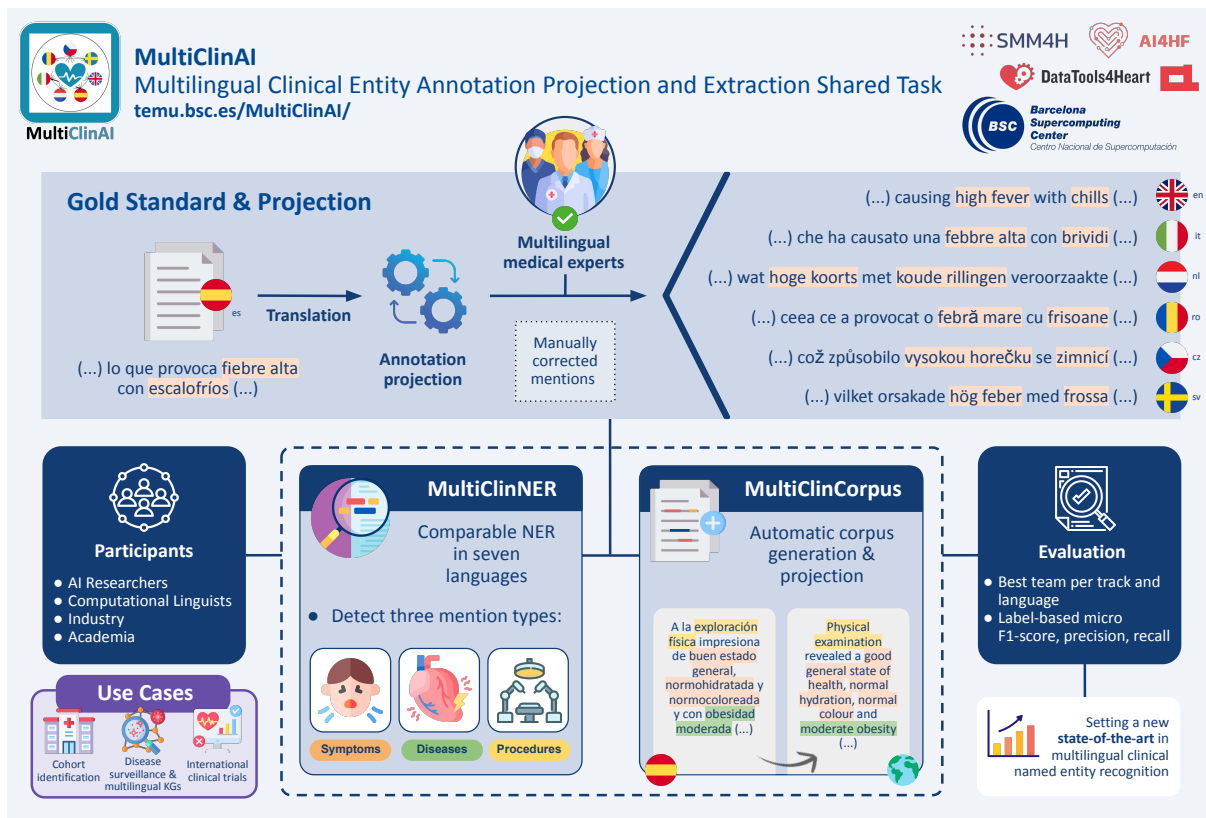 MultiClinAI
MultiClinAI
Multilingual Clinical Entity Annotation Projection and Extraction Shared Task
temu.bsc.es/MultiClinAI/
SMM4H
AI4HF
DataTools4Heart
BSC
Barcelona
Supercomputing
Center
Centro Nacional de Supercomputación
Gold Standard & Projection
es
(...) lo que provoca fiebre alta
con escalofríos (...)
Translation
Annotation
projection
Multilingual
medical experts
Manually
corrected
mentions
(...) causing high fever with chills (...)
en
(...) che ha causato una febbre alta con brividi (...)
it
(...) wat hoge koorts met koude rillingen veroorzaakte (...)
nl
(...) ceea ce a provocat o febră mare cu frisoane (...)
ro
(...) což způsobilo vysokou horečku se zimnicí (...)
cz
(...) vilket orsakade hög feber med frossa (...)
sv
Participants
● AI Researchers
● Computational Linguists
● Industry
● Academia
Use Cases
Cohort
identification
Disease
surveillance &
multilingual KGs
International
clinical trials
MultiClinNER
Comparable NER
in seven
languages
● Detect three mention types:
Symptoms
Diseases
Procedures
MultiClinCorpus
Automatic corpus
generation &
projection
A la exploración
física impresiona
de buen estado
general,
normohidratada y
normocoloreada
y con obesidad
moderada (...)
Physical
examination
revealed a good
general state of
health, normal
hydration, normal
colour and
moderate obesity
(...)
Evaluation
● Best team per track and
language
● Label-based micro
F1-score, precision, recall
Setting a new
state-of-the-art in
multilingual clinical
named entity recognition